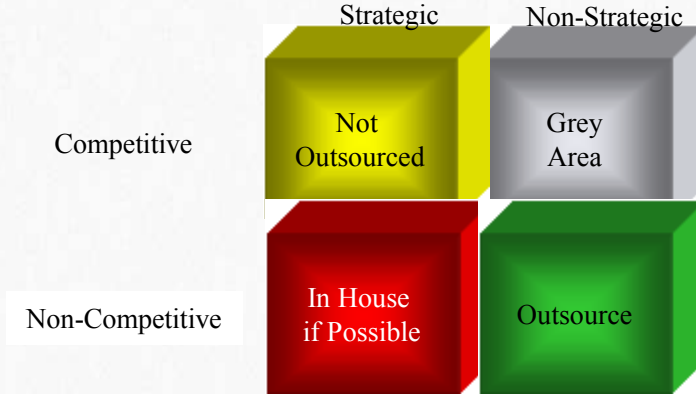 Strategic
Non-Strategic
Competitive
Not
Outsourced
Grey
Area
Non-Competitive
In House
if Possible
Outsource